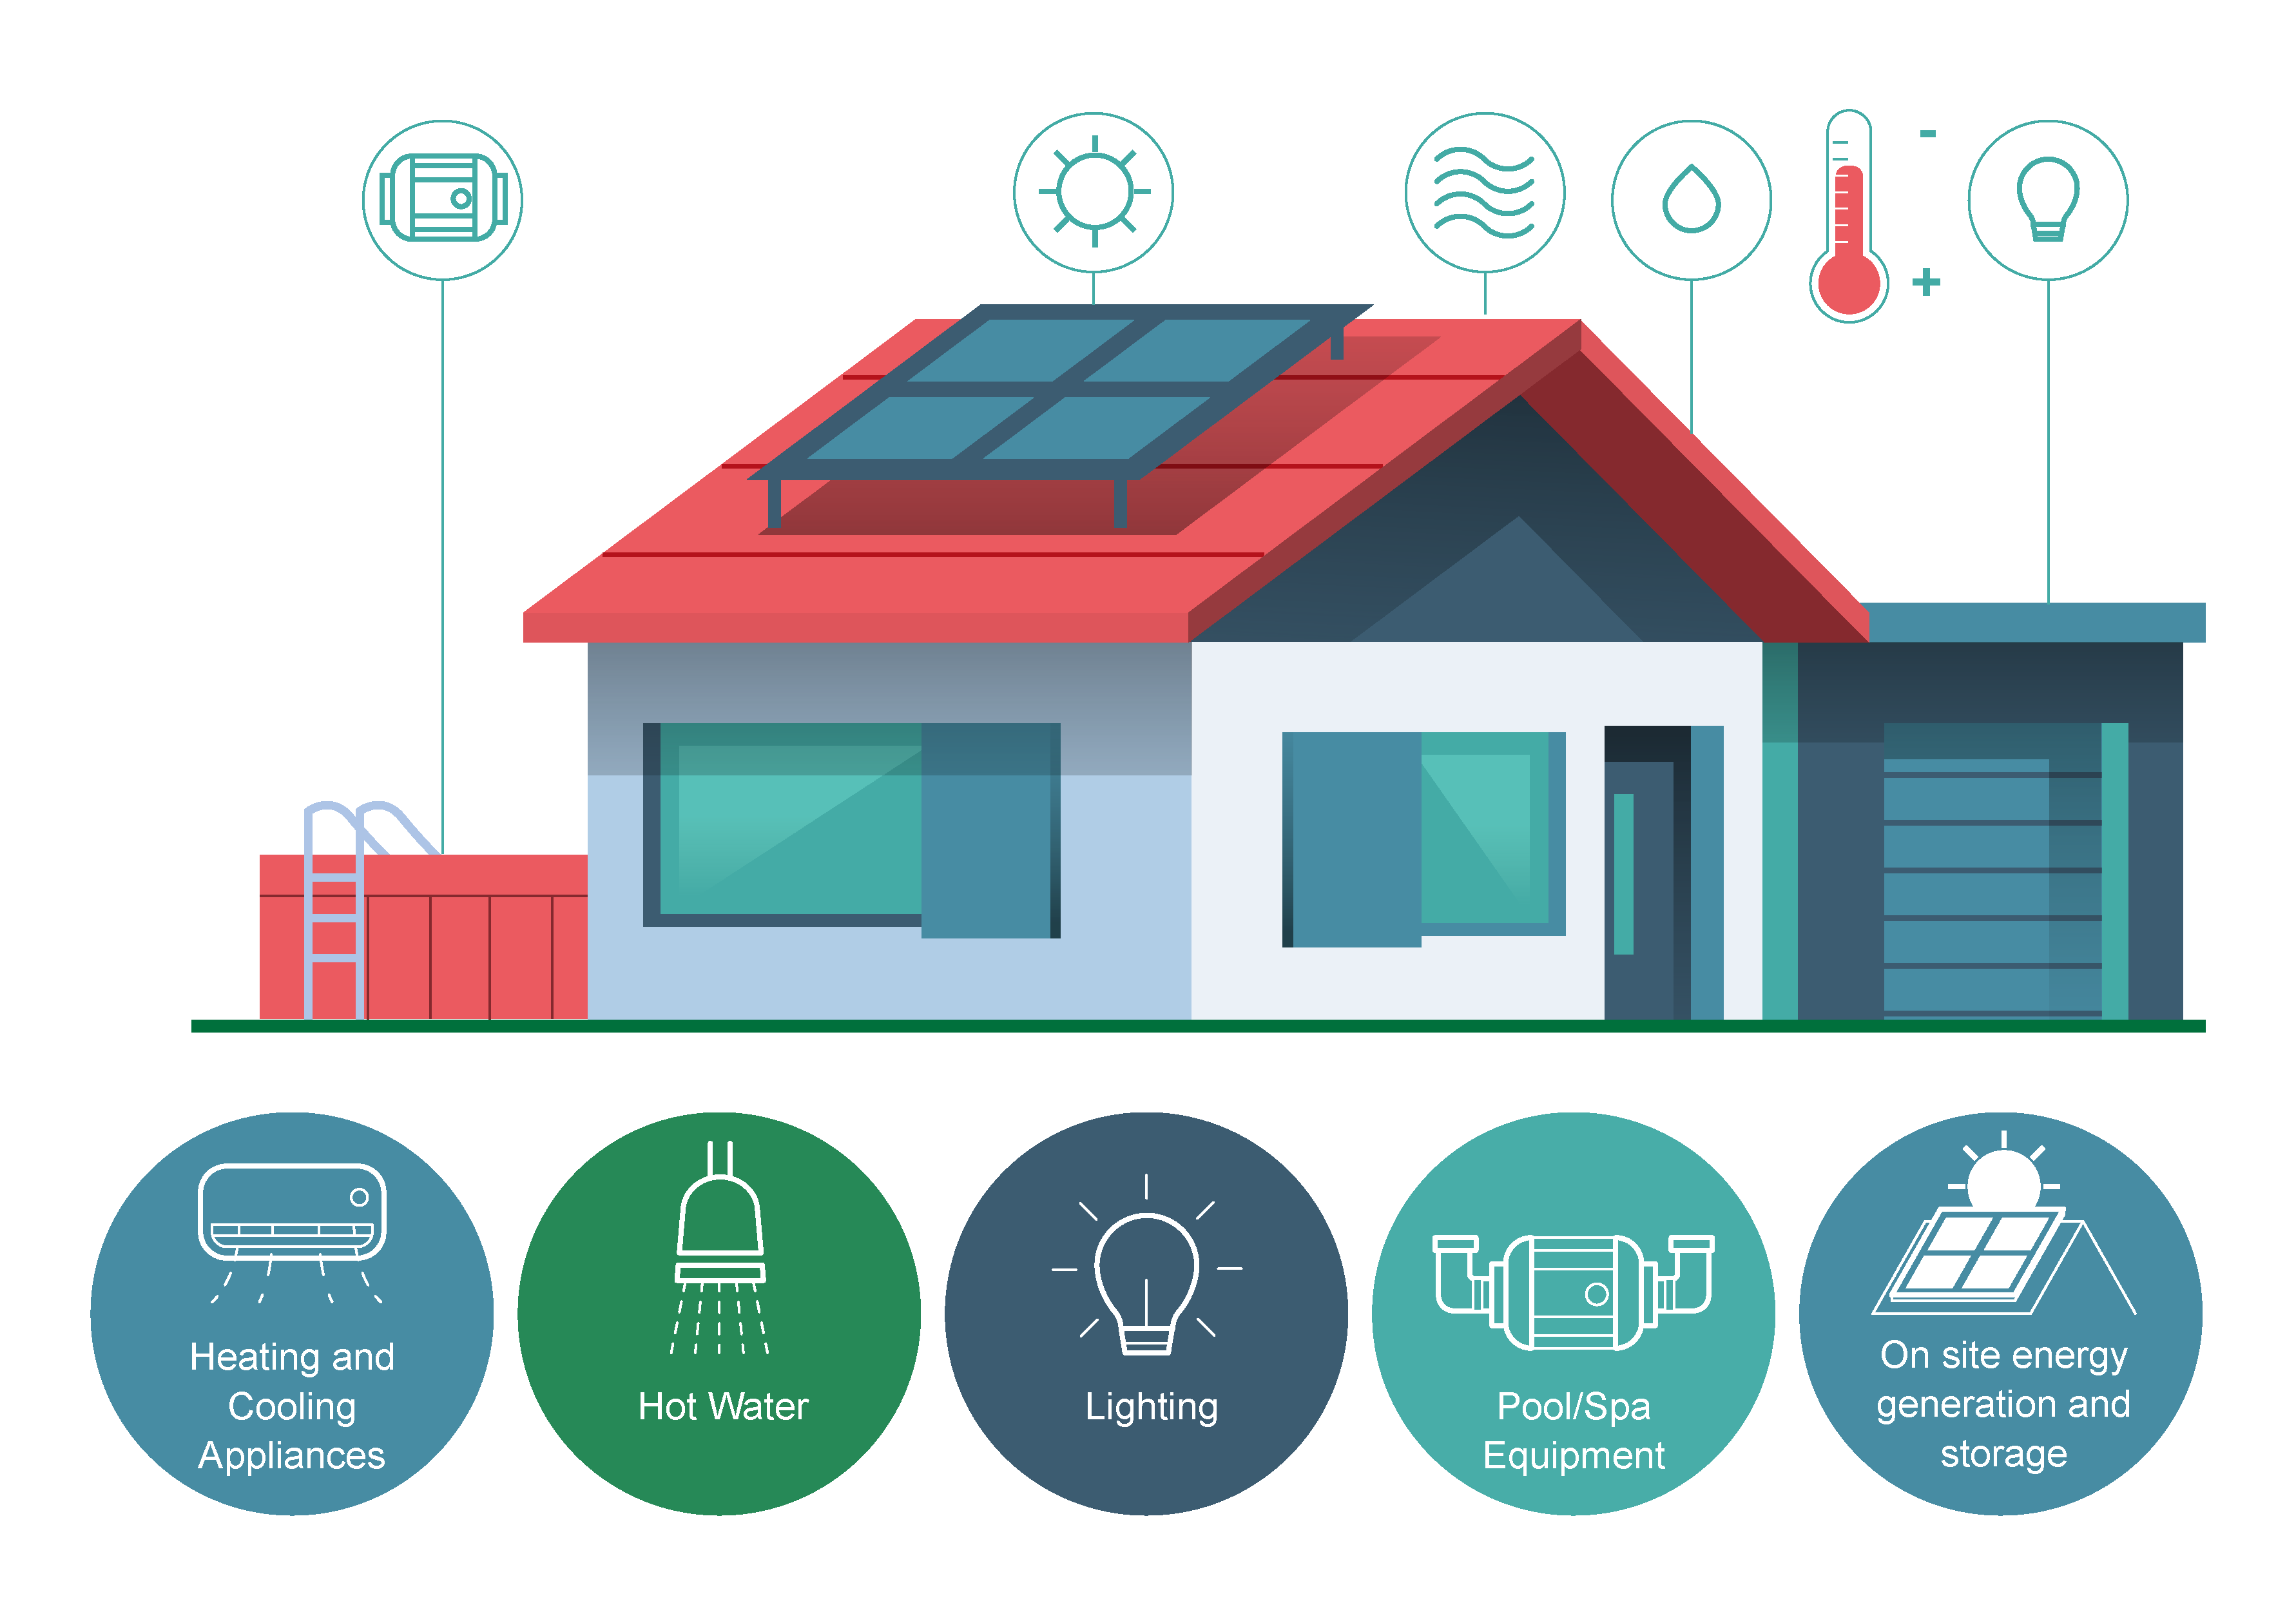 -
+
Heating and
Cooling
Appliances
Hot Water
Lighting
Pool/Spa
Equipment
On site energy
generation and
storage